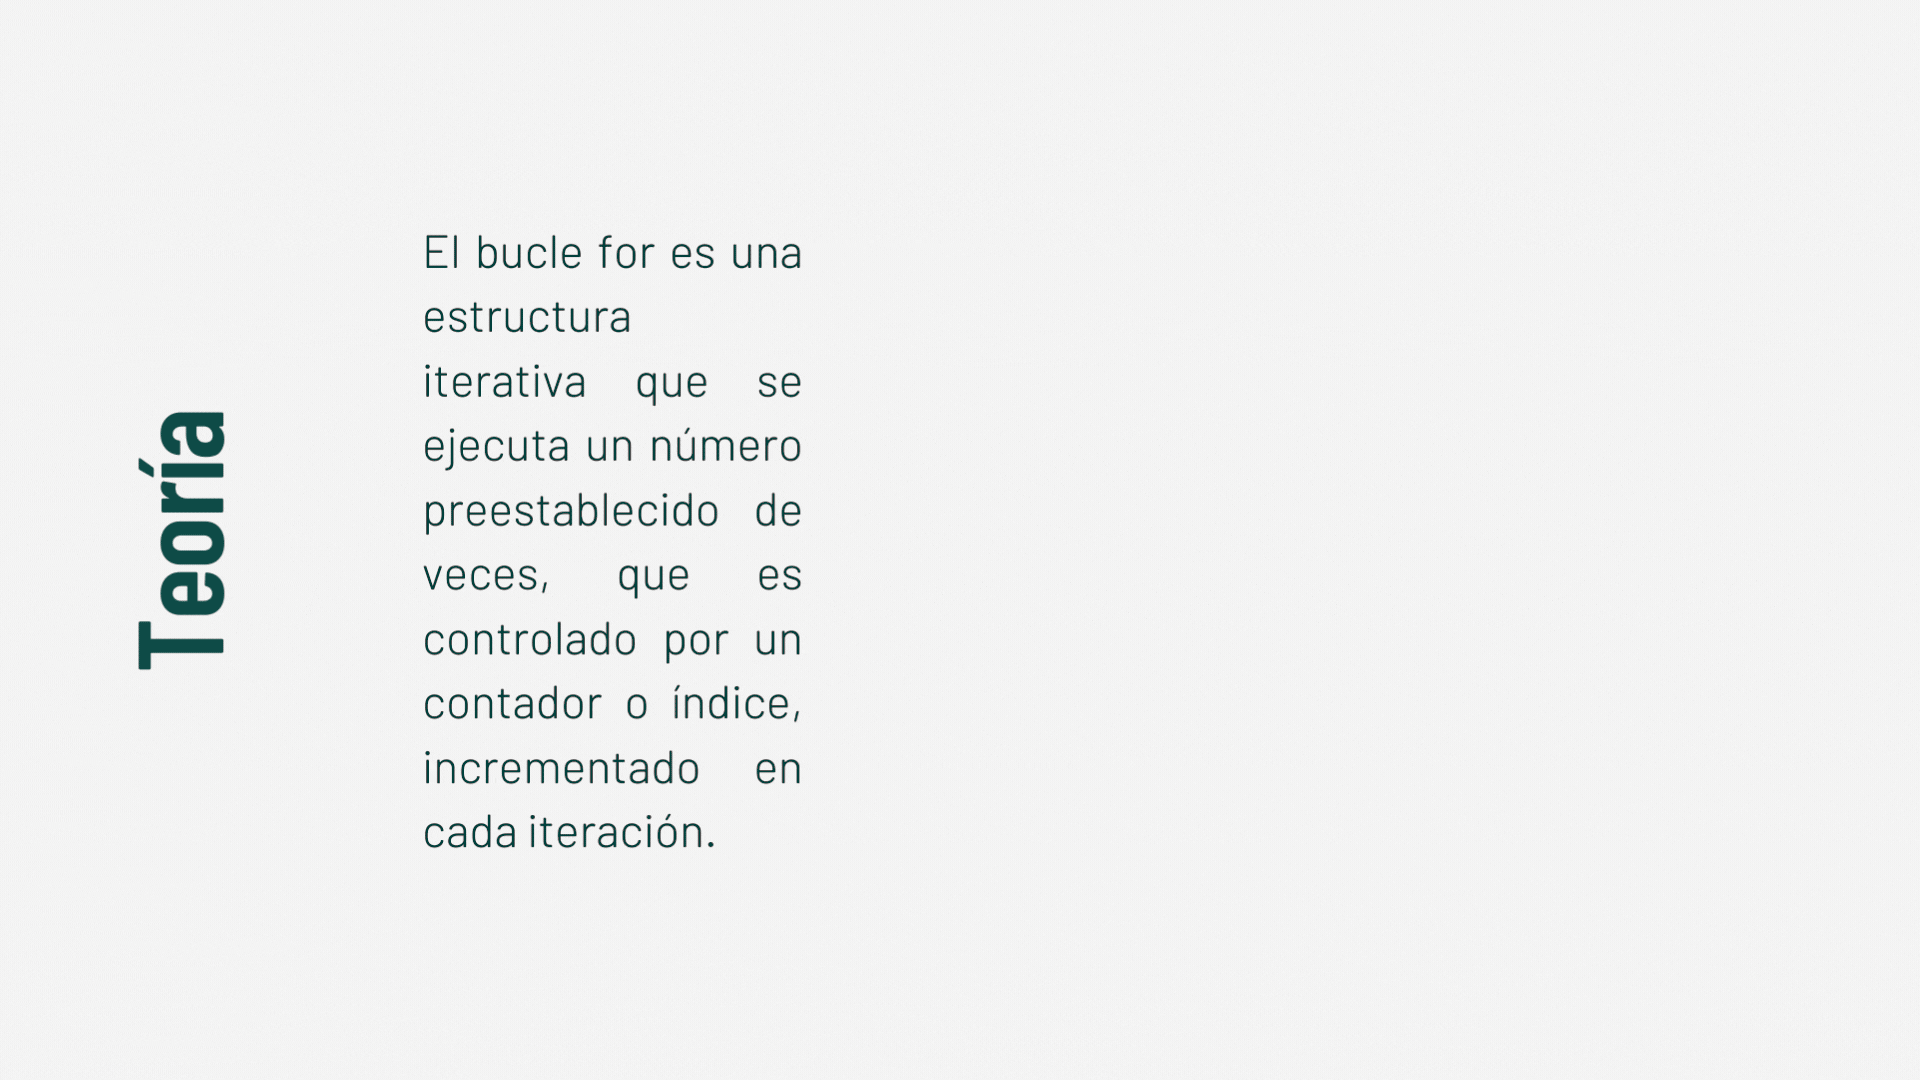 Teoría
El bucle for es una
estructura
iterativa que se
ejecuta un número
preestablecido de
veces, que es
controlado por un
contador o índice,
incrementado en
cada iteración.